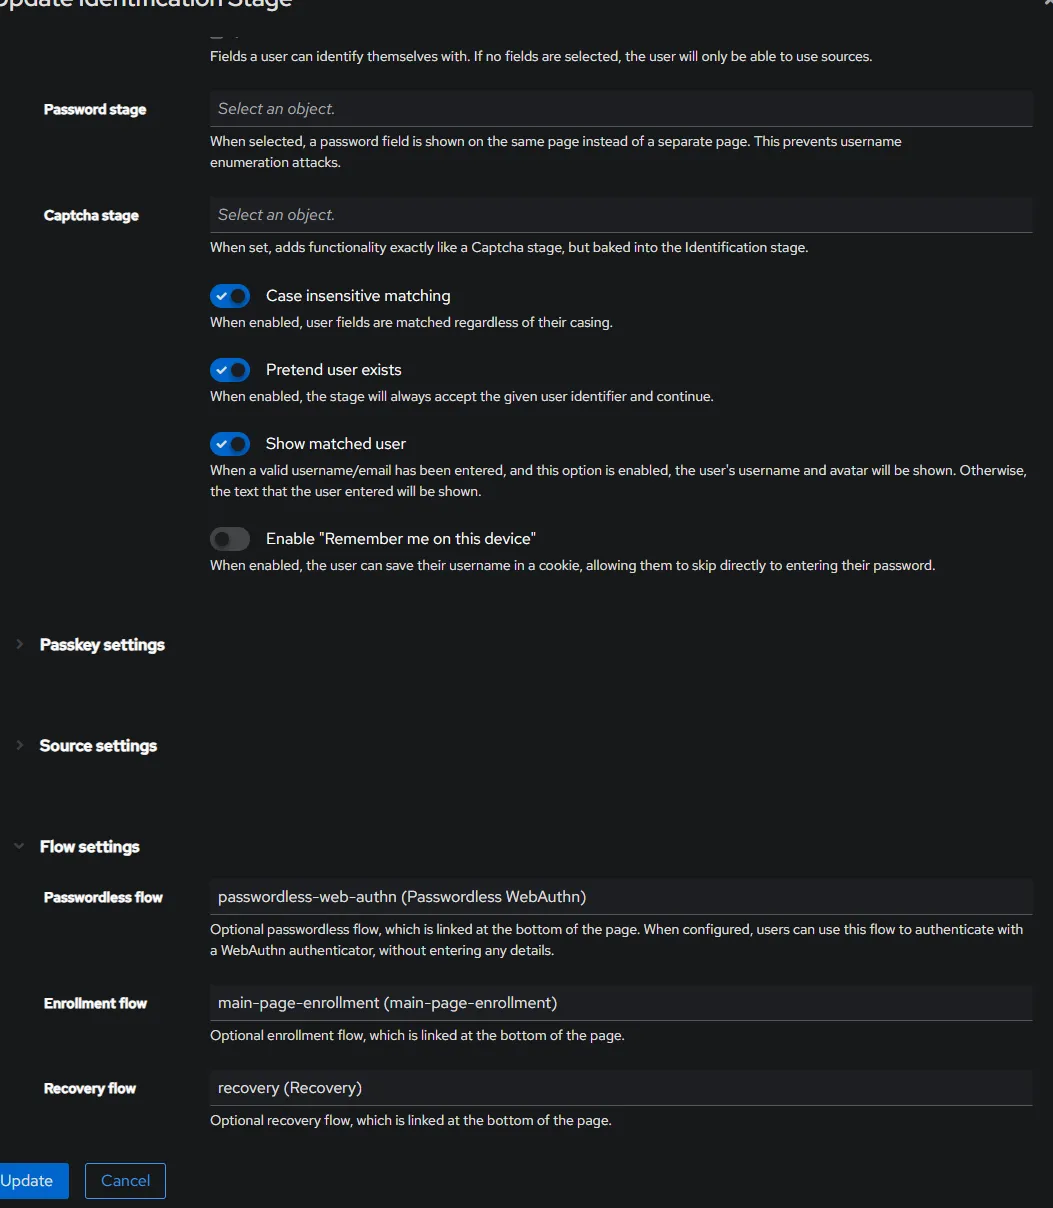 Update Identification Stage
Fields a user can identify themselves with. If no fields are selected, the user will only be able to use sources.
Password stage
Select an object.
When selected, a password field is shown on the same page instead of a separate page. This prevents username
enumeration attacks.
Captcha stage
Select an object.
When set, adds functionality exactly like a Captcha stage, but baked into the Identification stage.
Case insensitive matching
When enabled, user fields are matched regardless of their casing.
Pretend user exists
When enabled, the stage will always accept the given user identifier and continue.
Show matched user
When a valid username/email has been entered, and this option is enabled, the user's username and avatar will be shown. Otherwise,
the text that the user entered will be shown.
Enable "Remember me on this device"
When enabled, the user can save their username in a cookie, allowing them to skip directly to entering their password.
Passkey settings
Source settings
Flow settings
Passwordless flow
passwordless-web-authn (Passwordless WebAuthn)
Optional passwordless flow, which is linked at the bottom of the page. When configured, users can use this flow to authenticate with
a WebAuthn authenticator, without entering any details.
Enrollment flow
main-page-enrollment (main-page-enrollment)
Optional enrollment flow, which is linked at the bottom of the page.
Recovery flow
recovery (Recovery)
Optional recovery flow, which is linked at the bottom of the page.
Update
Cancel